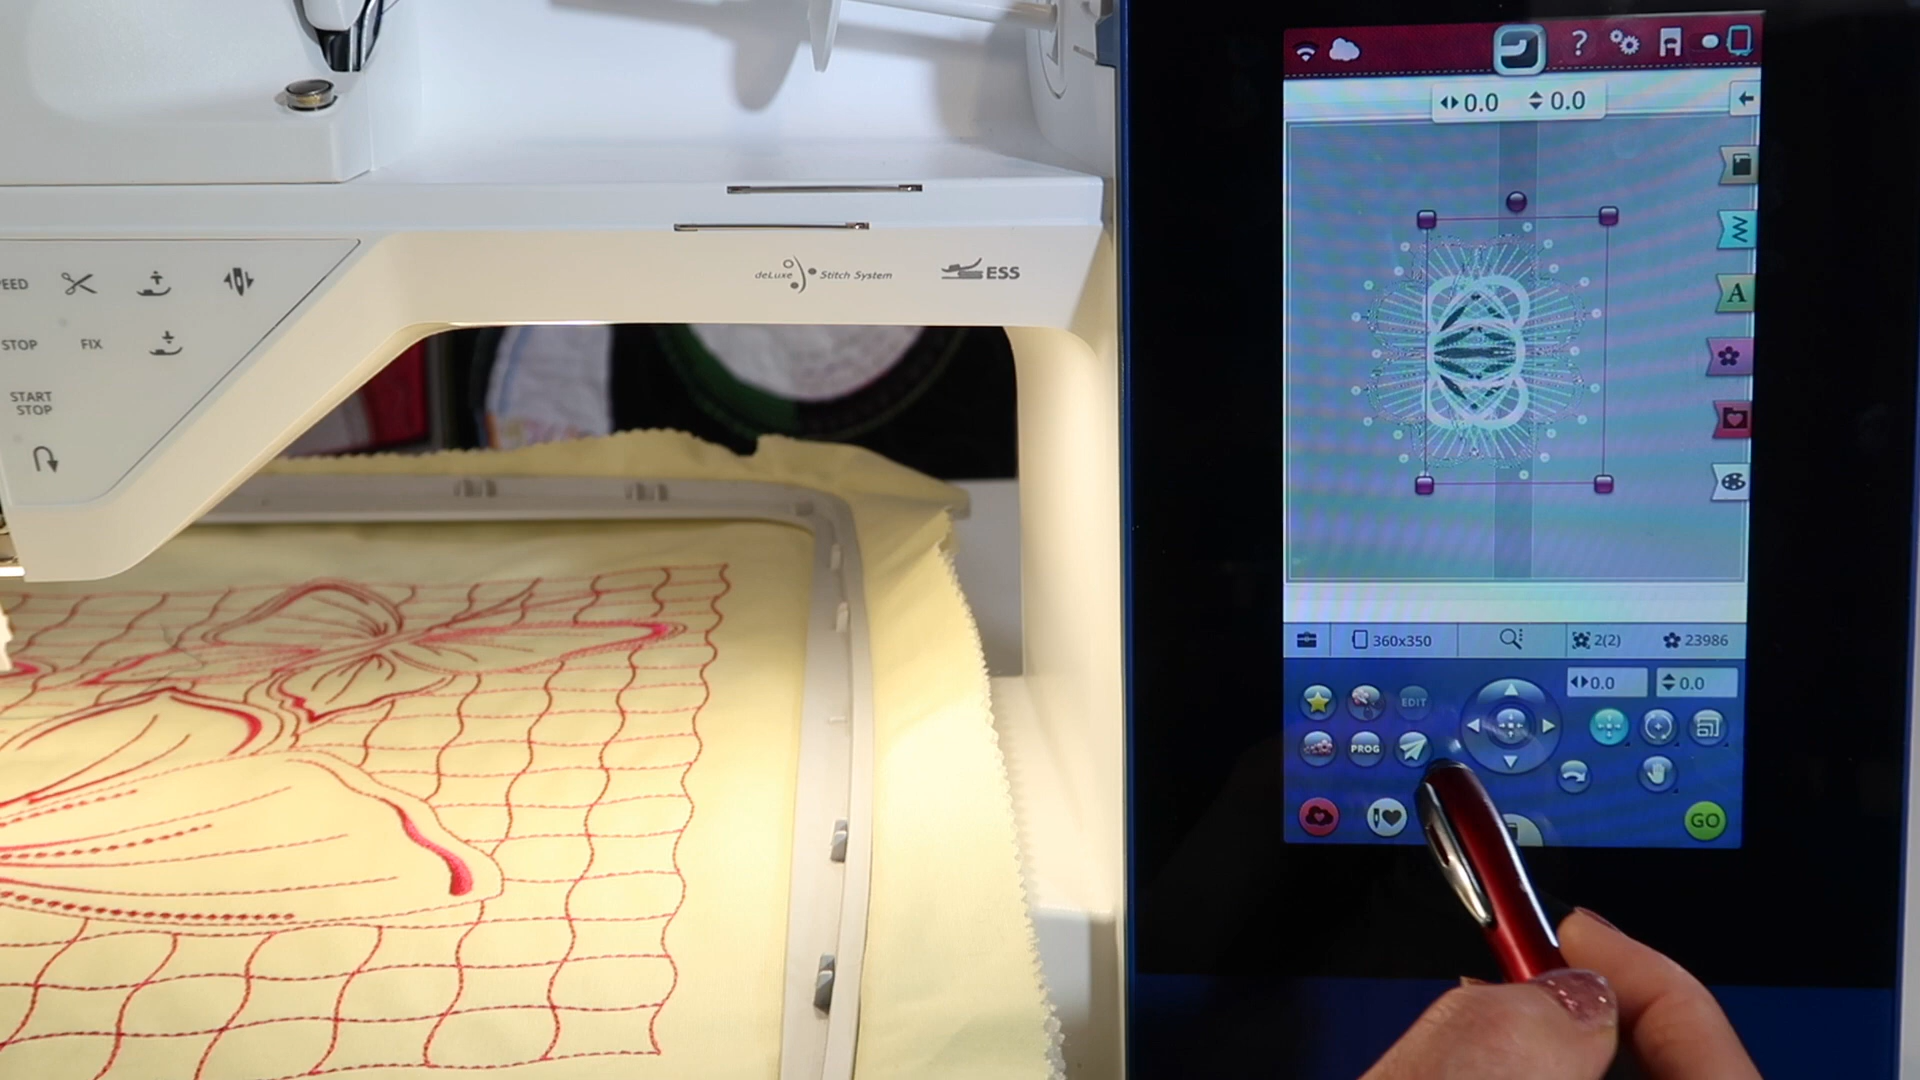 EED
STOP FIX
START
STOP
deLuxe Stitch System
ESS
?
0.0 0.0
A
360x350 2(2) 23986
0.0 0.0
EDIT
PROG
GO